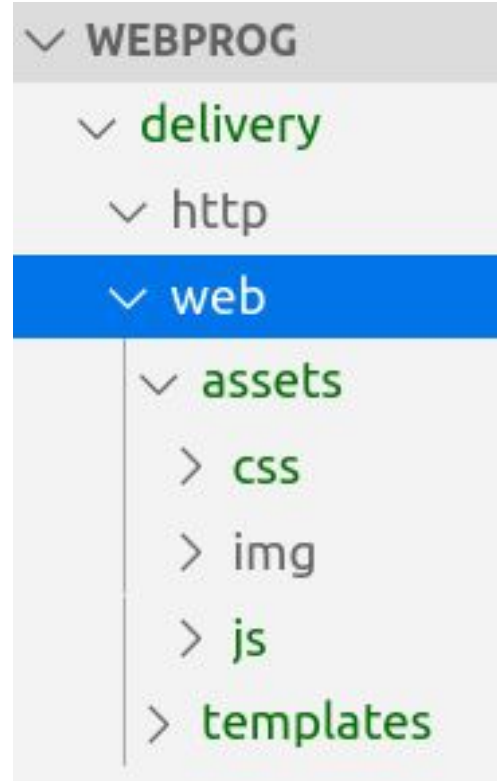 WEBPROG
delivery
http
web
assets
css
img
js
templates